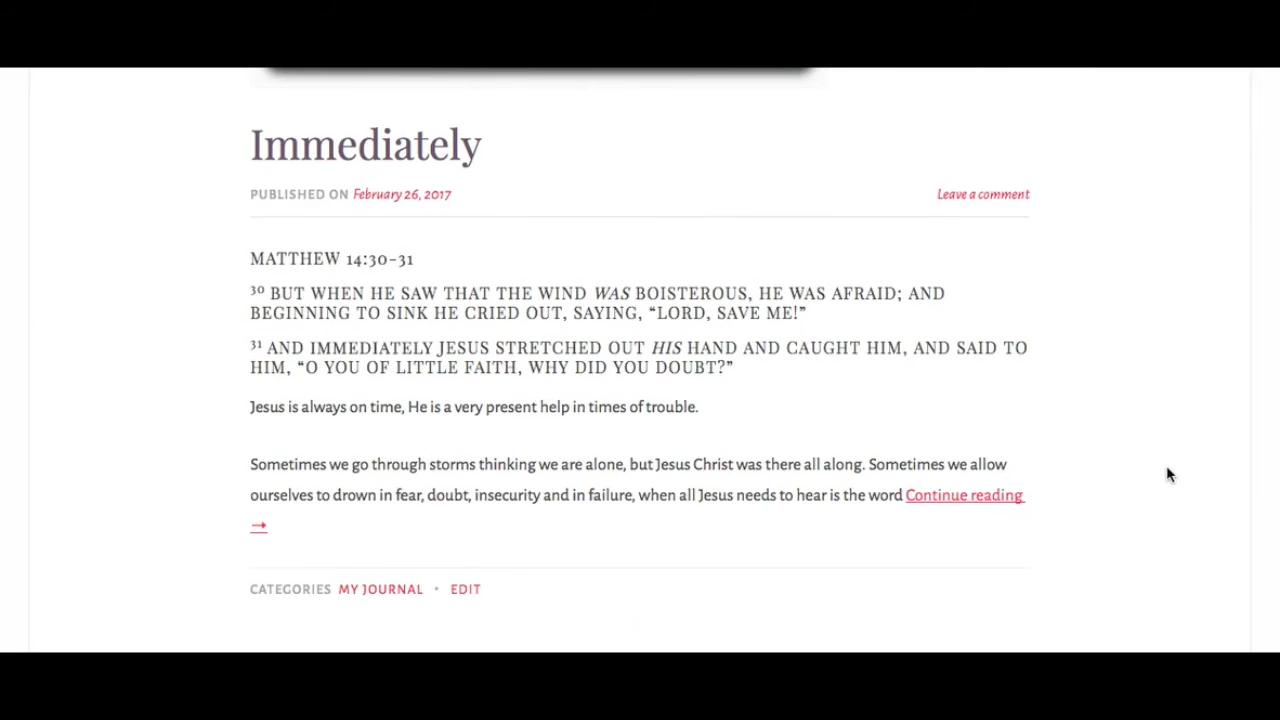 Immediately
PUBLISHED ON February 26, 2017 Leave a comment
MATTHEW 14:30-31
30 BUT WHEN HE SAW THAT THE WIND WAS BOISTEROUS, HE WAS AFRAID; AND
BEGINNING TO SINK HE CRIED OUT, SAYING, “LORD, SAVE ME!”
31 AND IMMEDIATELY JESUS STRETCHED OUT HIS HAND AND CAUGHT HIM, AND SAID TO
HIM, “O YOU OF LITTLE FAITH, WHY DID YOU DOUBT?”
Jesus is always on time, He is a very present help in times of trouble.
Sometimes we go through storms thinking we are alone, but Jesus Christ was there all along. Sometimes we allow
ourselves to drown in fear, doubt, insecurity and in failure, when all Jesus needs to hear is the word Continue reading
→
CATEGORIES MY JOURNAL • EDIT